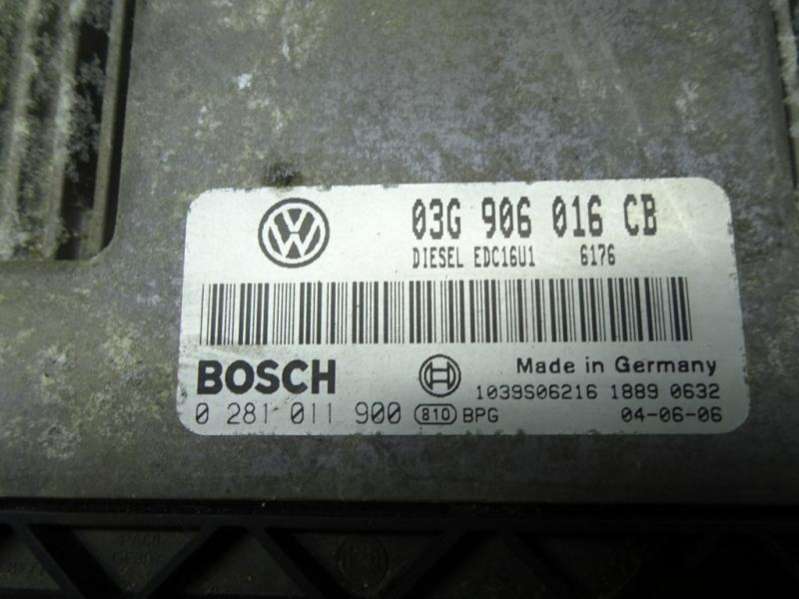 03G 906 016 CB
DIESEL EDC16U1 6176
BOSCH
Made in Germany
1039S06216 1889 0632
0 281 011 900 810 BPG
04-06-06